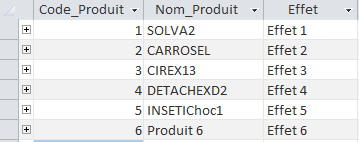 Code_Produit Nom_Produit Effet
1 SOLVA2 Effet 1
2 CARROSEL Effet 2
3 CIREX13 Effet 3
4 DETACHEXD2 Effet 4
5 INSETIChoc1 Effet 5
6 Produit 6 Effet 6